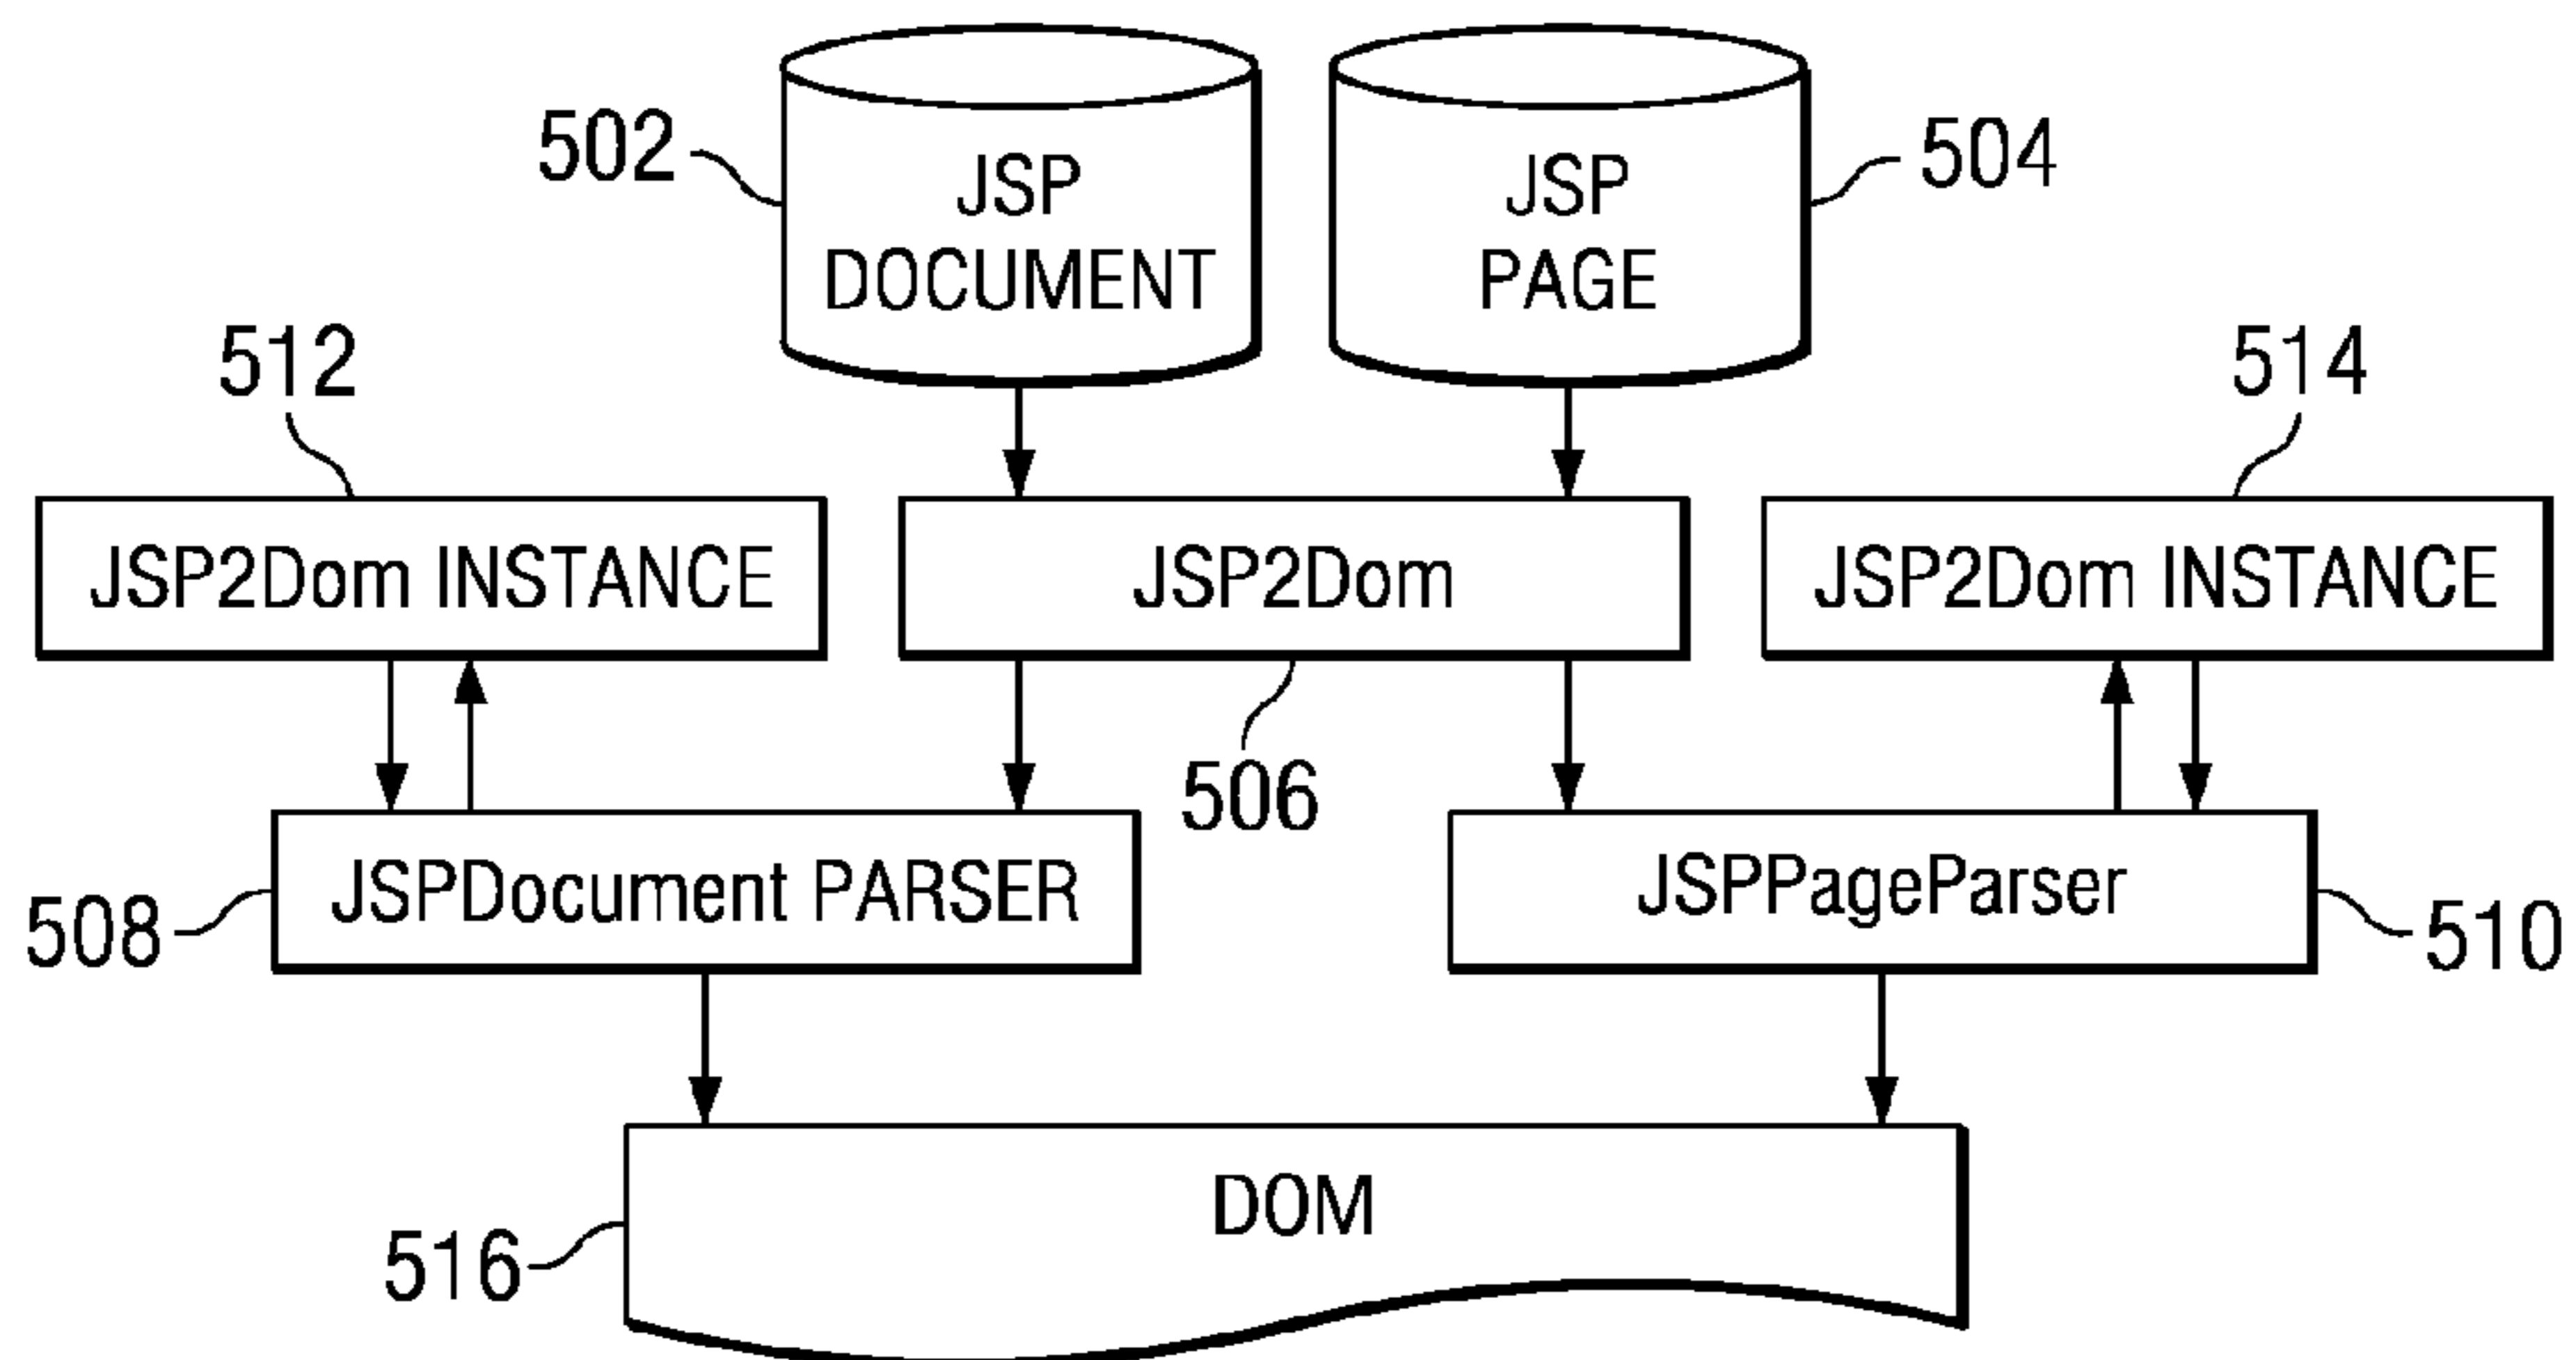 502
JSP
DOCUMENT
JSP
PAGE
504
512
514
JSP2Dom INSTANCE
JSP2Dom
JSP2Dom INSTANCE
506
508
JSPDocument PARSER
JSPPageParser
510
DOM
516